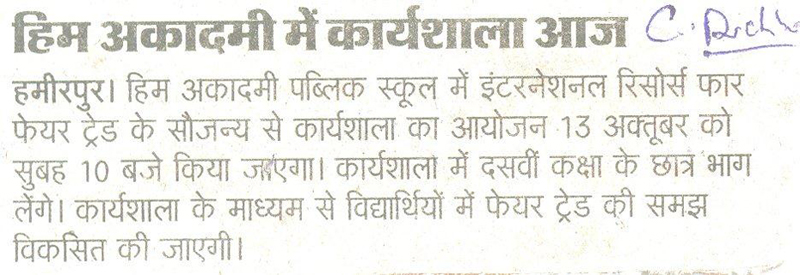 हिम अकादमी में कार्यशाला आज
हमीरपुर। हिम अकादमी पब्लिक स्कूल में इंटरनेशनल रिसोर्स फार
फेयर ट्रेड के सौजन्य से कार्यशाला का आयोजन 13 अक्तूबर को
सुबह 10 बजे किया जाएगा। कार्यशाला में दसवीं कक्षा के छात्र भाग
लेंगे। कार्यशाला के माध्यम से विद्यार्थियों में फेयर ट्रेड की समझ
विकसित की जाएगी।